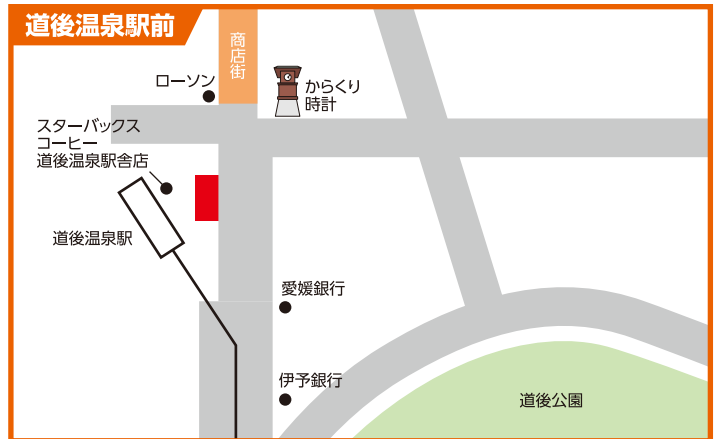 道後温泉駅前
商店街
ローソン
からくり
時計
スターバックス
コーヒー
道後温泉駅舎店
道後温泉駅
愛媛銀行
伊予銀行
道後公園